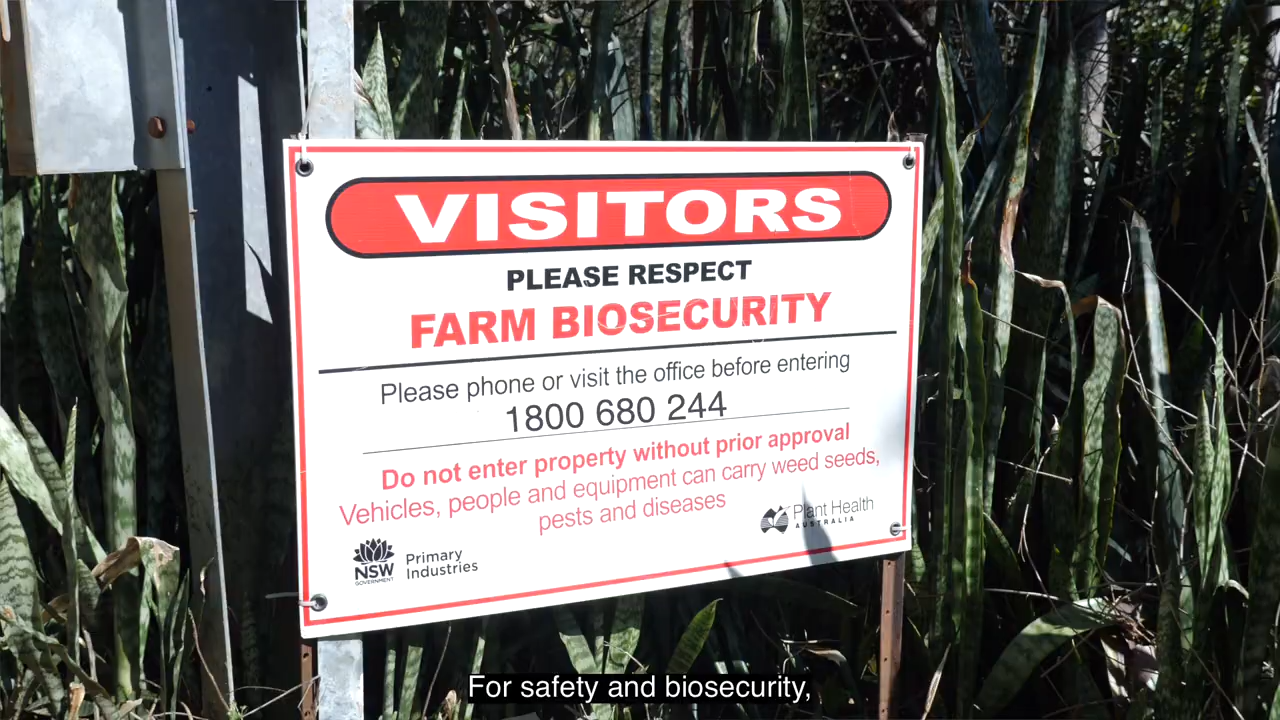 VISITORS
PLEASE RESPECT
FARM BIOSECURITY
Please phone or visit the office before entering
1800 680 244
Do not enter property without prior approval
Vehicles, people and equipment can carry weed seeds,
pests and diseases
Plant Health
AUSTRALIA
NSW
GOVERNMENT
Primary
Industries
For safety and biosecurity,